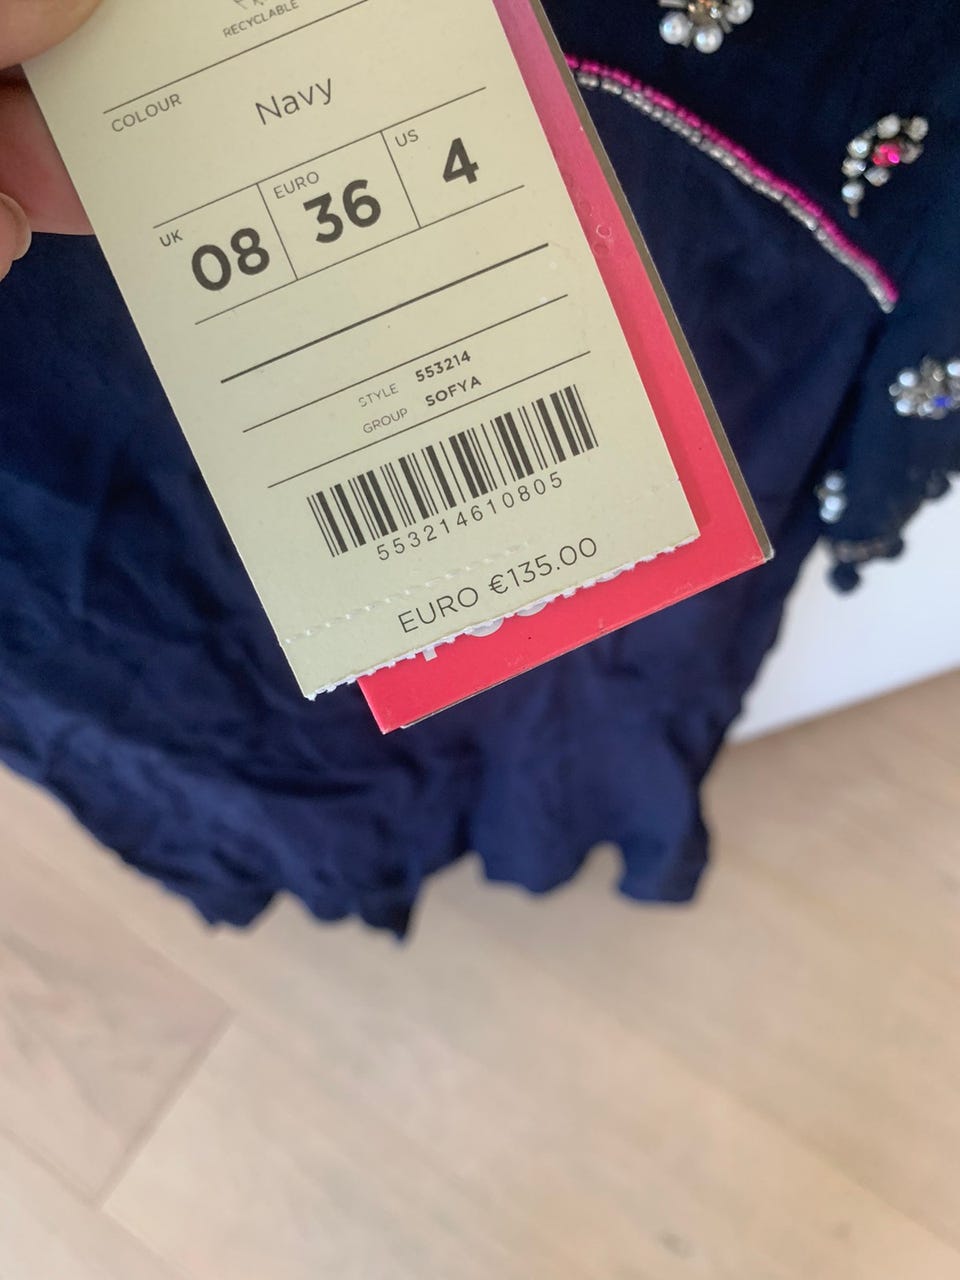 RECYCLABLE
COLOUR Navy
UK 08 EURO 36 US 4
STYLE 553214
GROUP SOFYA
553214610805
EURO €135.00